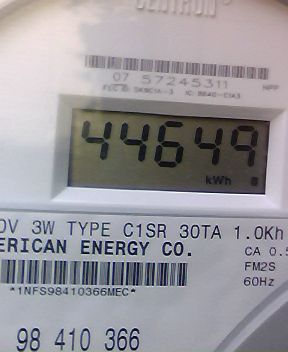 CENTRON®
07 57245311
44649
kWh
0V 3W TYPE C1SR 30TA 1.0Kh
ERICAN ENERGY CO.
CA 0.5
FM2S
60Hz
*1NFS98410366MEC*
98 410 366